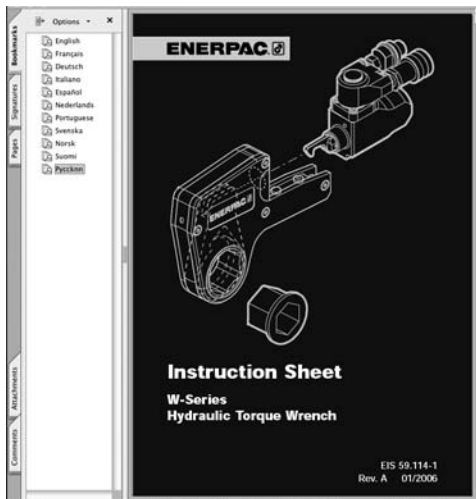 Options
Bookmarks
Signatures
Pages
Attachments
Comments
English
Français
Deutsch
Italiano
Español
Nederlands
Portuguese
Svenska
Norsk
Suomi
Русскпп
ENERPAC
ENERPAC
Instruction Sheet
W-Series
Hydraulic Torque Wrench
EIS 59.114-1
Rev. A 01/2006